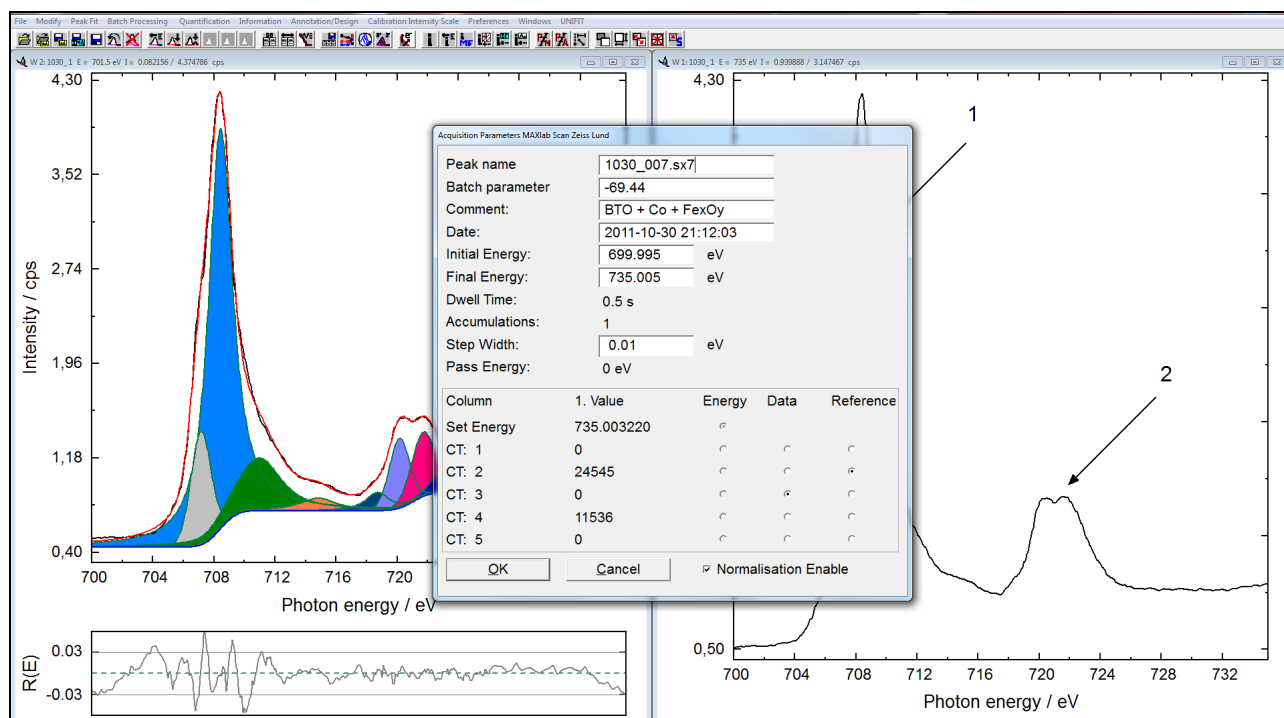 File Modify Peak Fit Batch Processing Quantification Information Annotation/Design Calibration Intensity Scale Preferences Windows UNIFIT
W 2: 1030_1 E = 701.5 eV I = 0.082156 / 4.374786 cps
4,30
3,52
2,74
1,96
1,18
0,40
Intensity / cps
700 704 708 712 716 720
Photon energy / eV
R(E)
0.03
-0.03
Acquisition Parameters MAXlab Scan Zeiss Lund
Peak name 1030_007.sx7
Batch parameter -69.44
Comment: BTO + Co + FexOy
Date: 2011-10-30 21:12:03
Initial Energy: 699.995 eV
Final Energy: 735.005 eV
Dwell Time: 0.5 s
Accumulations: 1
Step Width: 0.01 eV
Pass Energy: 0 eV
Column 1. Value Energy Data Reference
Set Energy 735.003220
CT: 1 0
CT: 2 24545
CT: 3 0
CT: 4 11536
CT: 5 0
OK Cancel Normalisation Enable
W 1: 1030_1 E = 735 eV I = 0.939888 / 3.147467 cps
4,30
1
2
0,50
700 704 708 712 716 720 724 728 732
Photon energy / eV